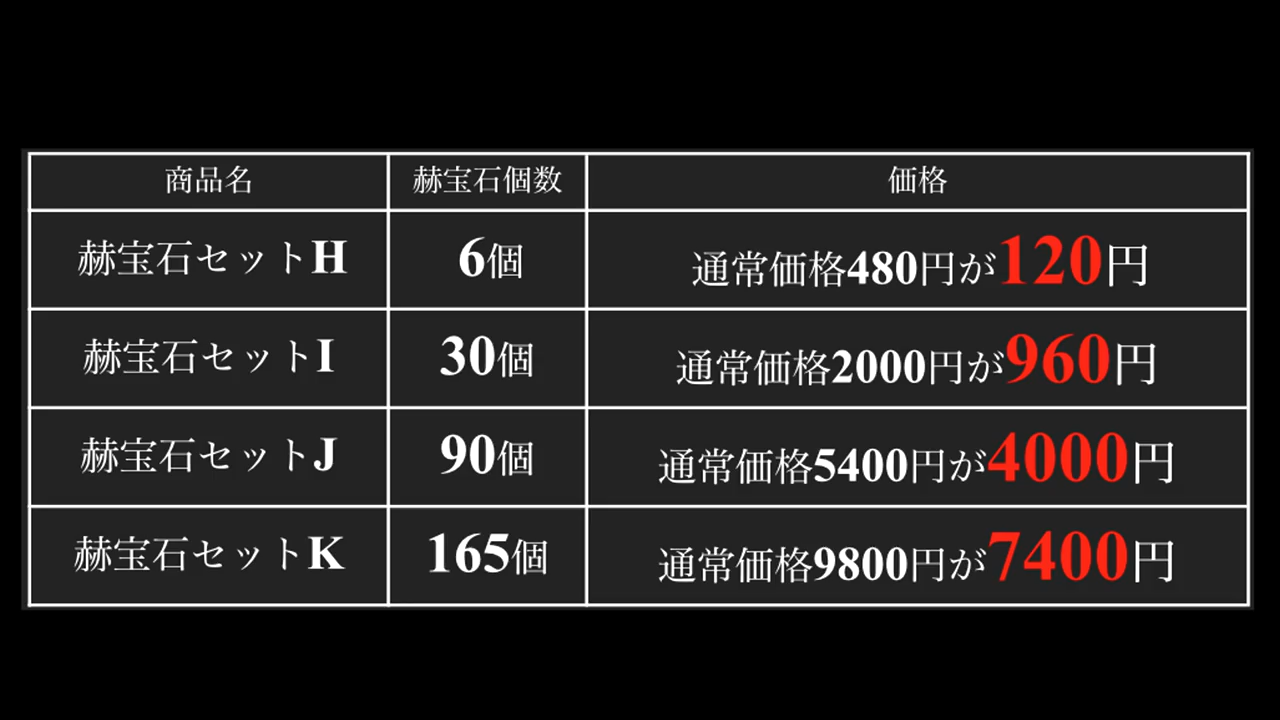 商品名 赫宝石個数 価格
赫宝石セットH 6個 通常価格480円が120円
赫宝石セットI 30個 通常価格2000円が960円
赫宝石セットJ 90個 通常価格5400円が4000円
赫宝石セットK 165個 通常価格9800円が7400円